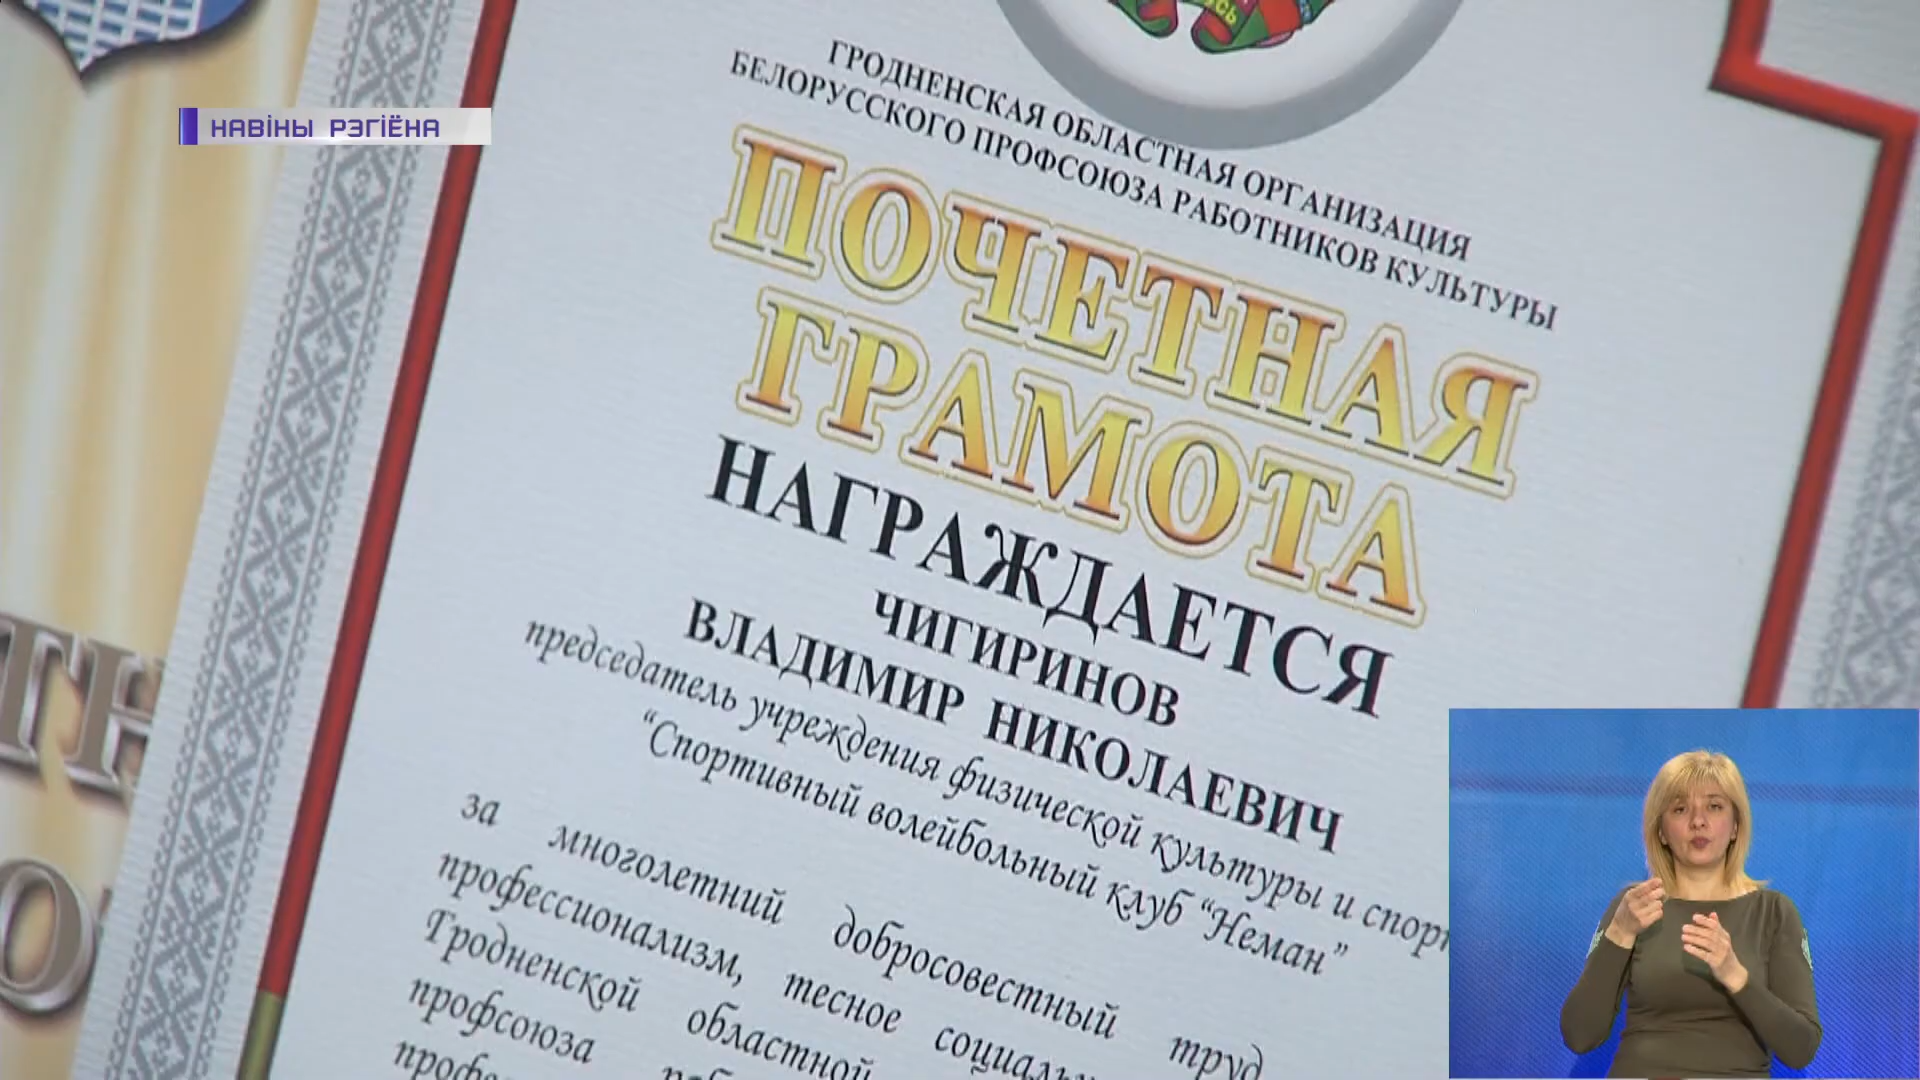 НАВІНЫ РЭГІЁНА
ГРОДНЕНСКАЯ ОБЛАСТНАЯ ОРГАНИЗАЦИЯ
БЕЛОРУССКОГО ПРОФСОЮЗА РАБОТНИКОВ КУЛЬТУРЫ
ПОЧЕТНАЯ
ГРАМОТА
НАГРАЖДАЕТСЯ
ЧИГИРИНОВ
ВЛАДИМИР НИКОЛАЕВИЧ
председатель учреждения физической культуры и
“Спортивный волейбольный клуб “Неман”
за многолетний добросовестный труд
профессионализм, тесное
Гродненской областной
профсоюза